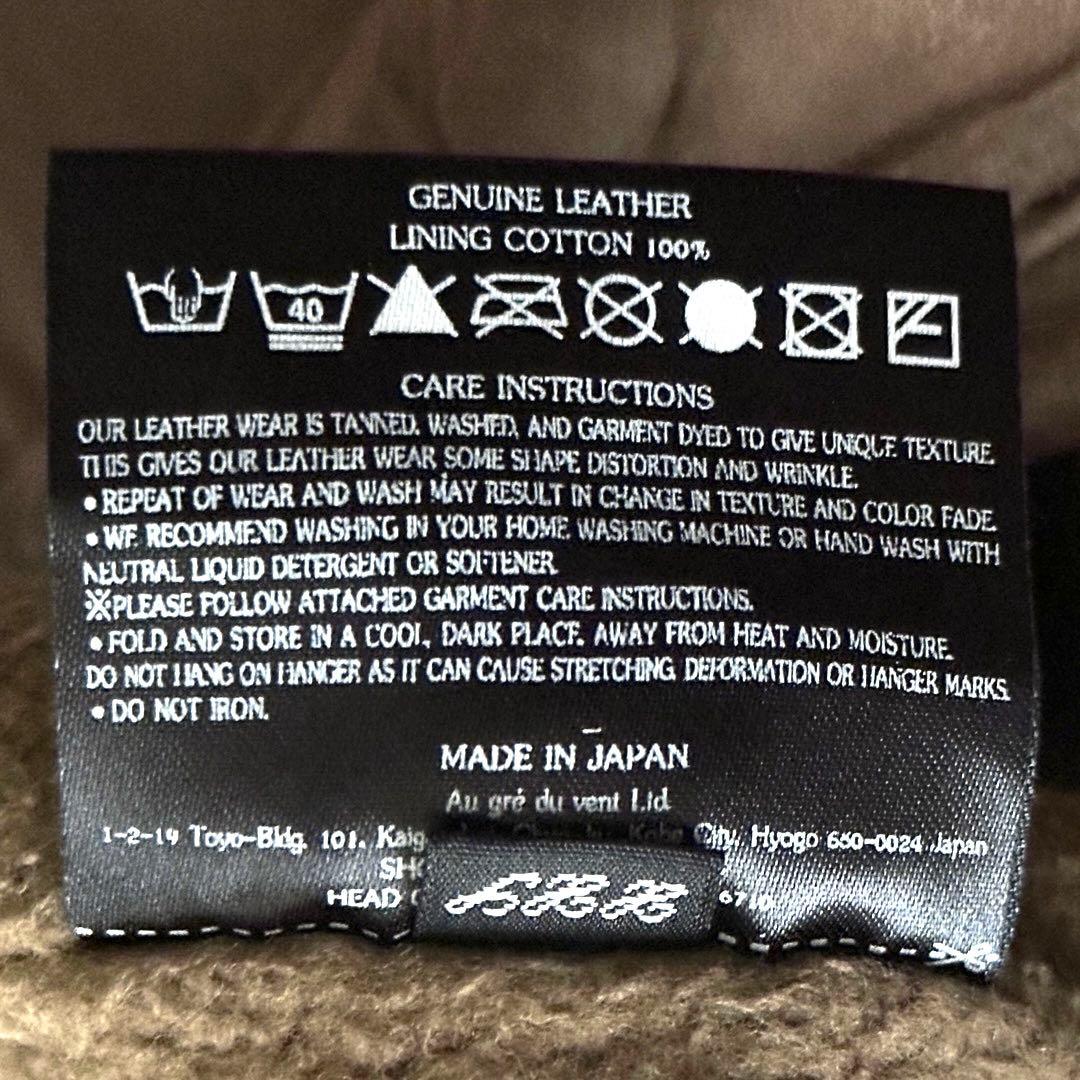 GENUINE LEATHER
LINING COTTON 100%
40
CARE INSTRUCTIONS
OUR LEATHER WEAR IS TANNED, WASHED, AND GARMENT DYED TO GIVE UNIQUE TEXTURE.
THIS GIVES OUR LEATHER WEAR SOME SHAPE DISTORTION AND WRINKLE.
• REPEAT OF WEAR AND WASH MAY RESULT IN CHANGE IN TEXTURE AND COLOR FADE.
• WE RECOMMEND WASHING IN YOUR HOME WASHING MACHINE OR HAND WASH WITH
NEUTRAL LIQUID DETERGENT OR SOFTENER.
※PLEASE FOLLOW ATTACHED GARMENT CARE INSTRUCTIONS.
• FOLD AND STORE IN A COOL, DARK PLACE, AWAY FROM HEAT AND MOISTURE.
DO NOT HANG ON HANGER AS IT CAN CAUSE STRETCHING, DEFORMATION OR HANGER MARKS.
• DO NOT IRON.
MADE IN JAPAN
Au gré du vent Ltd.
Toyo-Bldg. 101, City, Hyogo 650-0024 Japan
HEAD